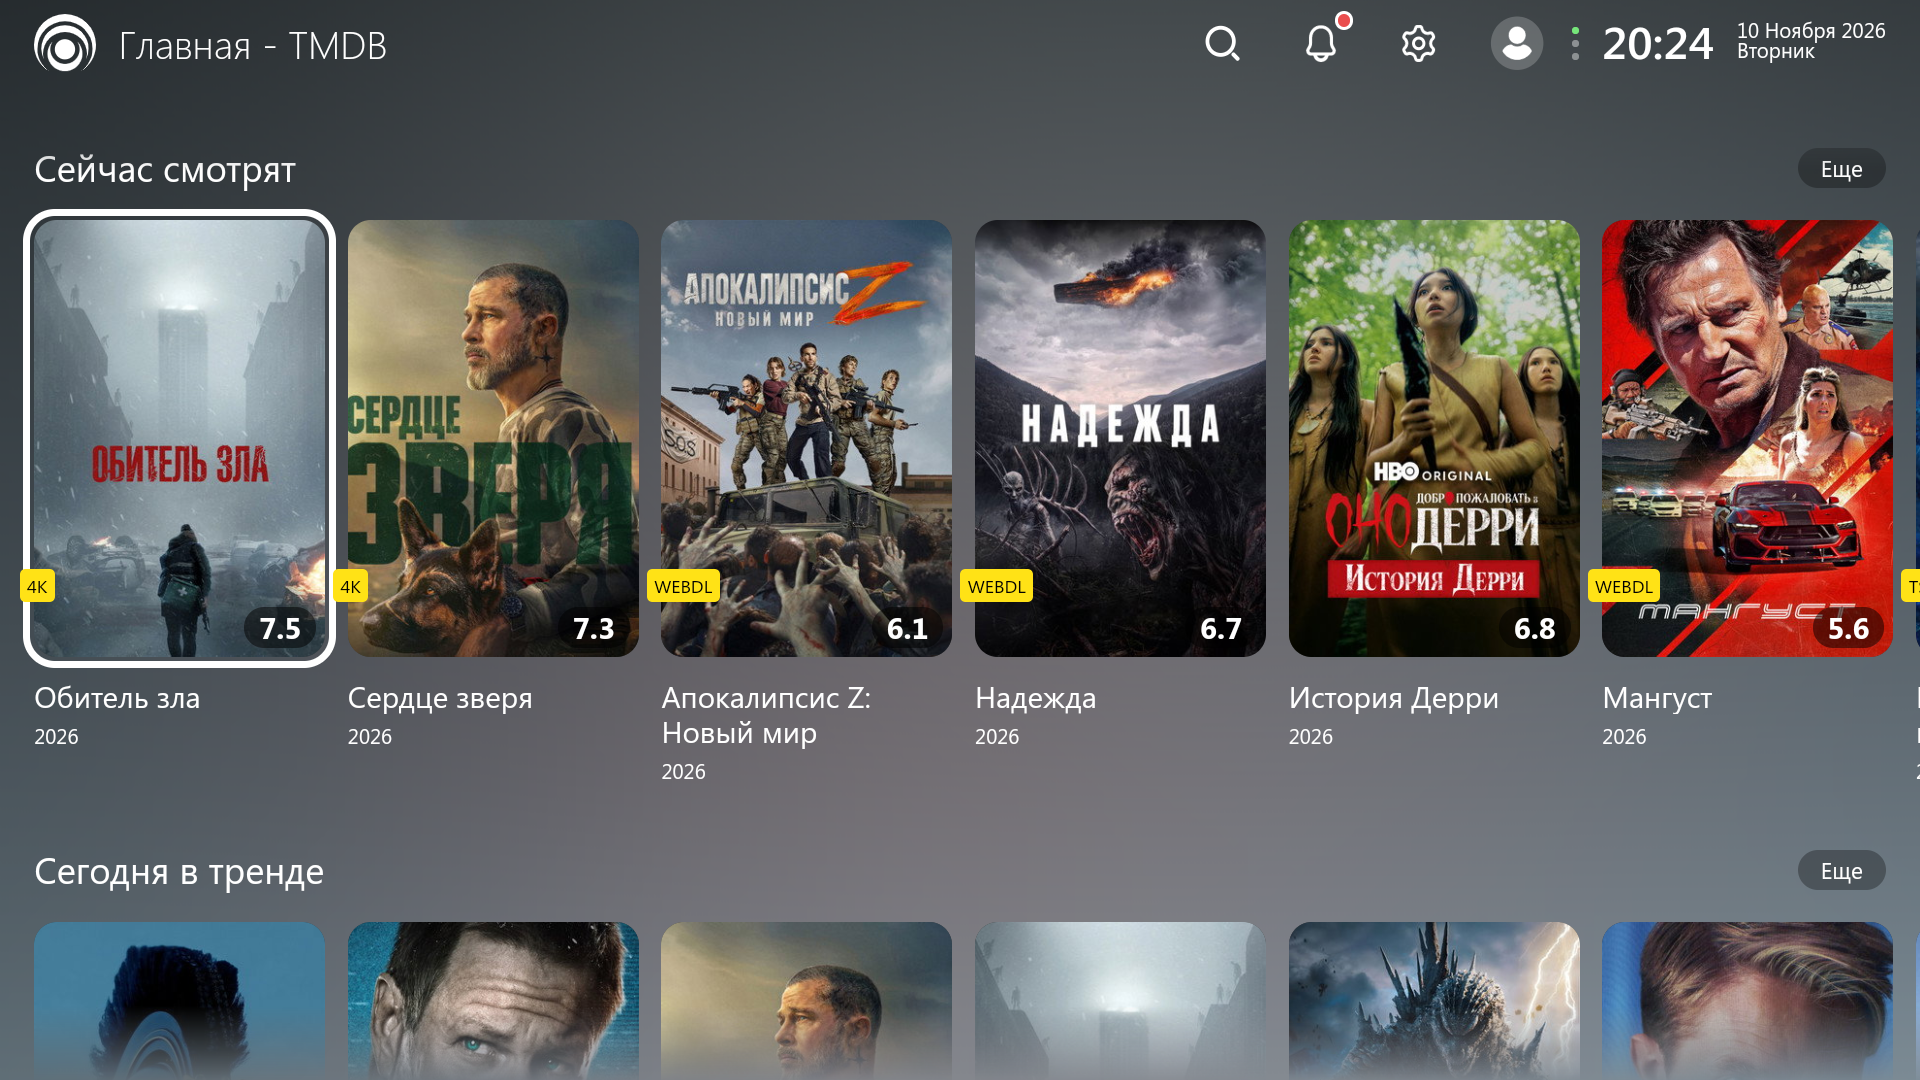 Главная - TMDB
20:24
10 Ноября 2026
Вторник
Сейчас смотрят
Еще
ОБИТЕЛЬ ЗЛА
4K
7.5
СЕРДЦЕ
ЗВЕРЯ
4K
7.3
АПОКАЛИПСИС Z
НОВЫЙ МИР
SOS
WEBDL
6.1
НАДЕЖДА
WEBDL
6.7
HBO ORIGINAL
ДОБРО ПОЖАЛОВАТЬ В
ОНО ДЕРРИ
ИСТОРИЯ ДЕРРИ
6.8
МАНГУСТ
WEBDL
5.6
Обитель зла
2026
Сердце зверя
2026
Апокалипсис Z:
Новый мир
2026
Надежда
2026
История Дерри
2026
Мангуст
2026
Сегодня в тренде
Еще